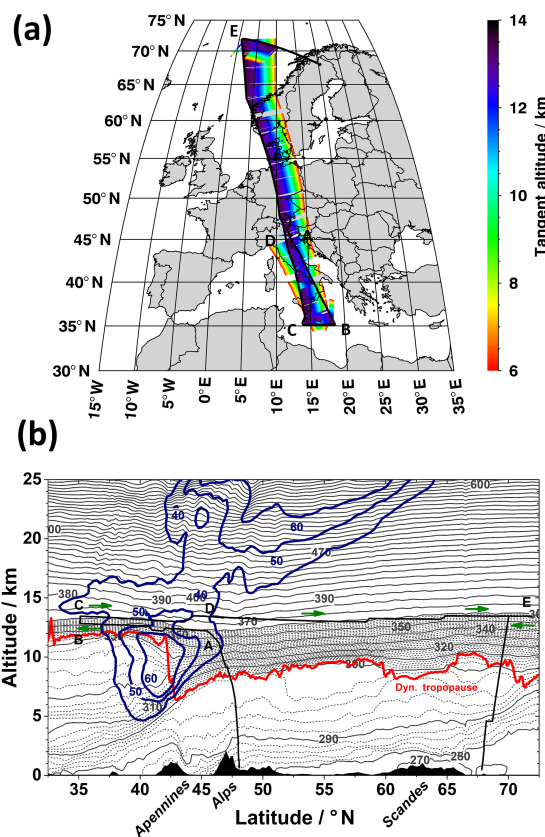 (a)
75° N
70° N
65° N
60° N
55° N
50° N
45° N
40° N
35° N
30° N
E
D
A
C
B
15° W
10° W
5° W
0° E
5° E
10° E
15° E
20° E
25° E
30° E
35° E
14
12
10
8
6
Tangent altitude / km
(b)
25
20
15
10
5
0
Altitude / km
600
40
60
50
470
00
380
390
400
40
390
C
50
D
370
E
350
340
B
A
320
60
300
50
310
Dyn. tropopause
290
270
280
35
40
45
50
55
60
65
70
Apennines
Alps
Scandes
Latitude / °N